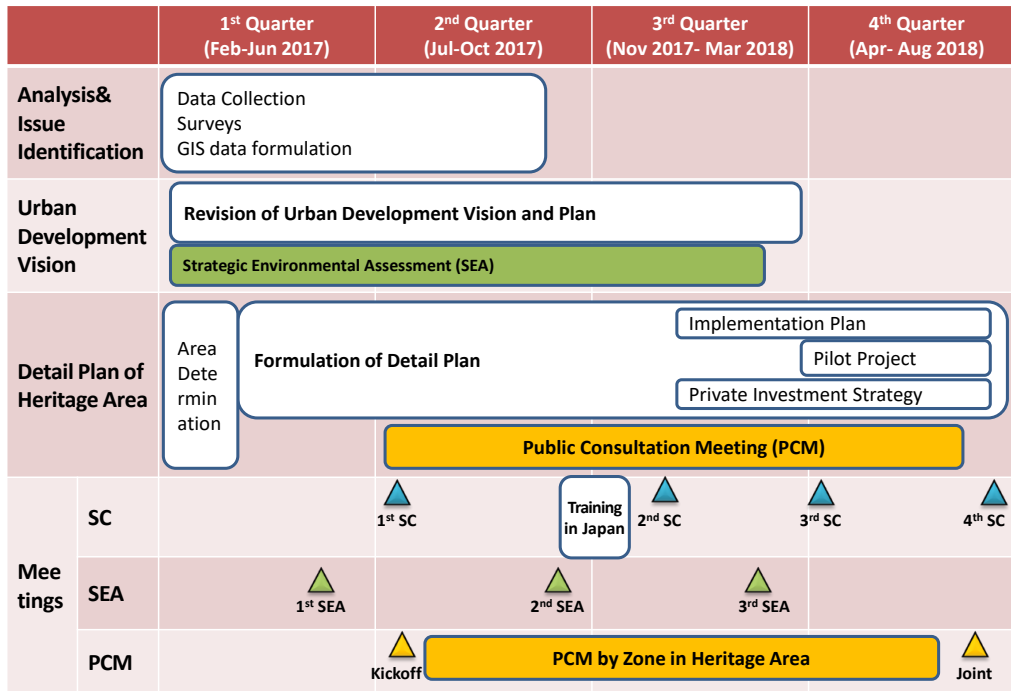 1st Quarter
(Feb-Jun 2017)
2nd Quarter
(Jul-Oct 2017)
3rd Quarter
(Nov 2017- Mar 2018)
4th Quarter
(Apr- Aug 2018)
Analysis&
Issue
Identification
Data Collection
Surveys
GIS data formulation
Urban
Development
Vision
Revision of Urban Development Vision and Plan
Strategic Environmental Assessment (SEA)
Detail Plan of
Heritage Area
Area
Dete
rmin
ation
Formulation of Detail Plan
Implementation Plan
Pilot Project
Private Investment Strategy
Public Consultation Meeting (PCM)
Mee
tings
SC
1st SC
Training
in Japan
2nd SC
3rd SC
4th SC
SEA
1st SEA
2nd SEA
3rd SEA
PCM
Kickoff
PCM by Zone in Heritage Area
Joint